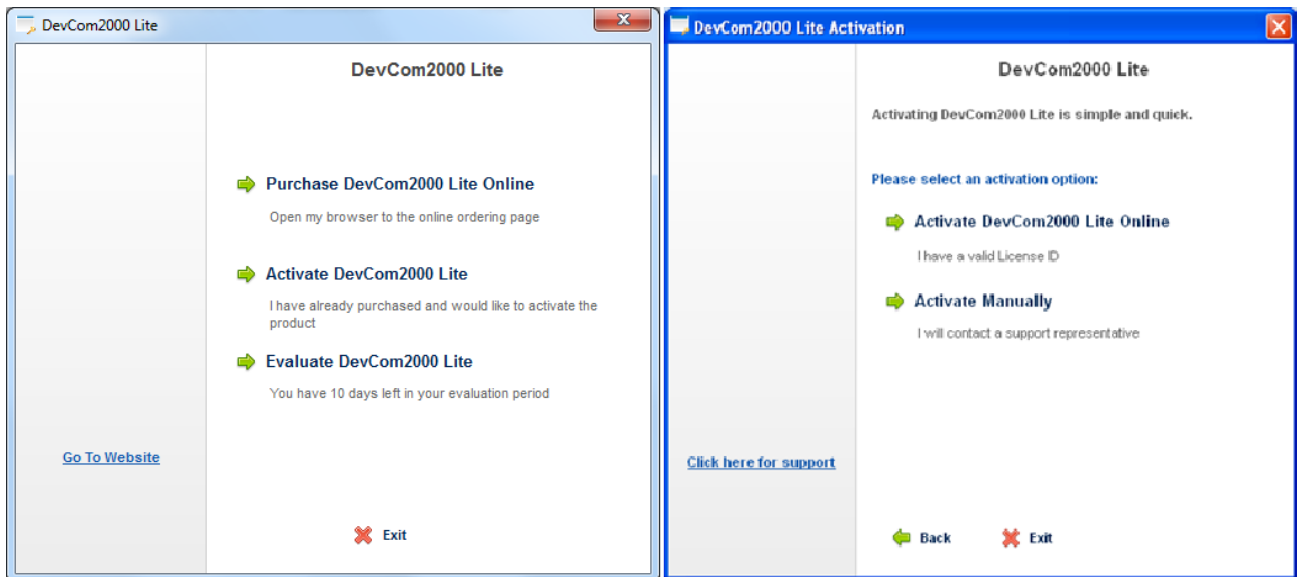 DevCom2000 Lite
DevCom2000 Lite
Purchase DevCom2000 Lite Online
Open my browser to the online ordering page
Activate DevCom2000 Lite
I have already purchased and would like to activate the
product
Evaluate DevCom2000 Lite
You have 10 days left in your evaluation period
Go To Website
Exit
DevCom2000 Lite Activation
DevCom2000 Lite
Activating DevCom2000 Lite is simple and quick.
Please select an activation option:
Activate DevCom2000 Lite Online
I have a valid License ID
Activate Manually
I will contact a support representative
Click here for support
Back
Exit